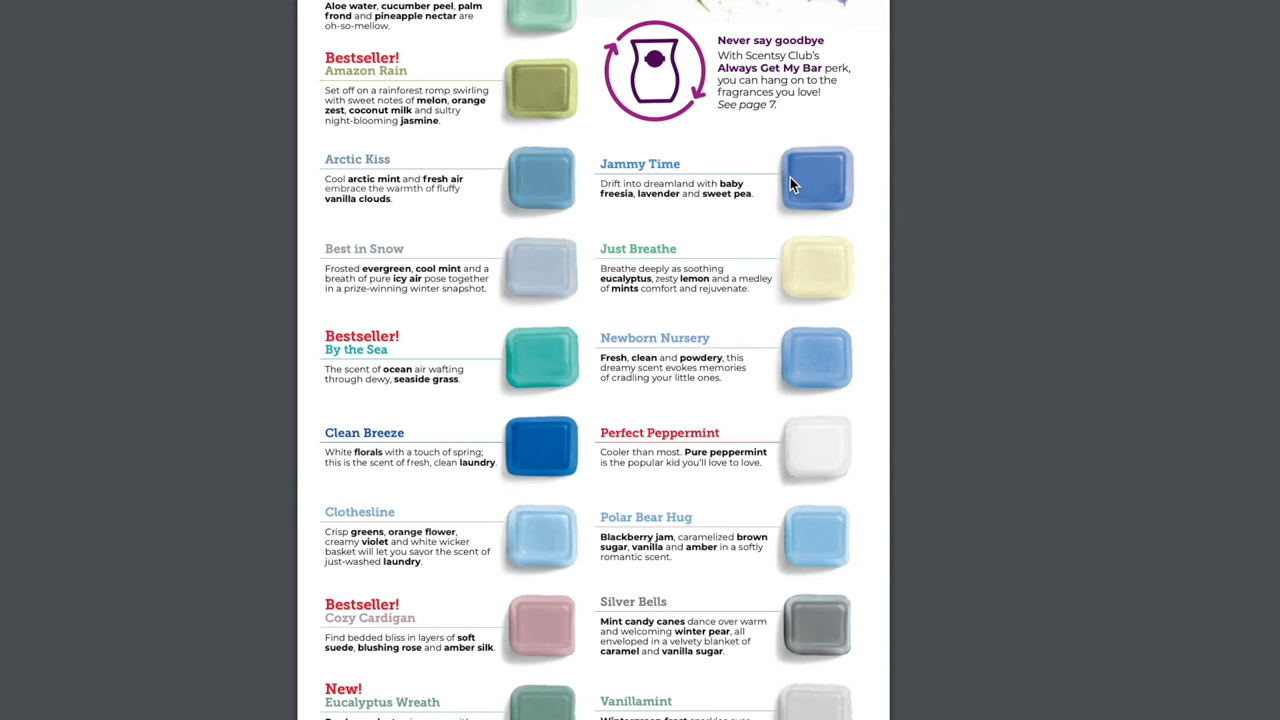 Aloe water, cucumber peel, palm
frond and pineapple nectar are
oh-so-mellow.
Bestseller!
Amazon Rain
Set off on a rainforest romp swirling
with sweet notes of melon, orange
zest, coconut milk and sultry
night-blooming jasmine.
Arctic Kiss
Cool arctic mint and fresh air
embrace the warmth of fluffy
vanilla clouds.
Best in Snow
Frosted evergreen, cool mint and a
breath of pure icy air pose together
in a prize-winning winter snapshot.
Bestseller!
By the Sea
The scent of ocean air wafting
through dewy, seaside grass.
Clean Breeze
White florals with a touch of spring;
this is the scent of fresh, clean laundry.
Clothesline
Crisp greens, orange flower,
creamy violet and white wicker
basket will let you savor the scent of
just-washed laundry.
Bestseller!
Cozy Cardigan
Find bedded bliss in layers of soft
suede, blushing rose and amber silk.
New!
Eucalyptus Wreath
Never say goodbye
With Scentsy Club's
Always Get My Bar perk,
you can hang on to the
fragrances you love!
See page 7.
Jammy Time
Drift into dreamland with baby
freesia, lavender and sweet pea.
Just Breathe
Breathe deeply as soothing
eucalyptus, zesty lemon and a medley
of mints comfort and rejuvenate.
Newborn Nursery
Fresh, clean and powdery, this
dreamy scent evokes memories
of cradling your little ones.
Perfect Peppermint
Cooler than most. Pure peppermint
is the popular kid you'll love to love.
Polar Bear Hug
Blackberry jam, caramelized brown
sugar, vanilla and amber in a softly
romantic scent.
Silver Bells
Mint candy canes dance over warm
and welcoming winter pear, all
enveloped in a velvety blanket of
caramel and vanilla sugar.
Vanillamint